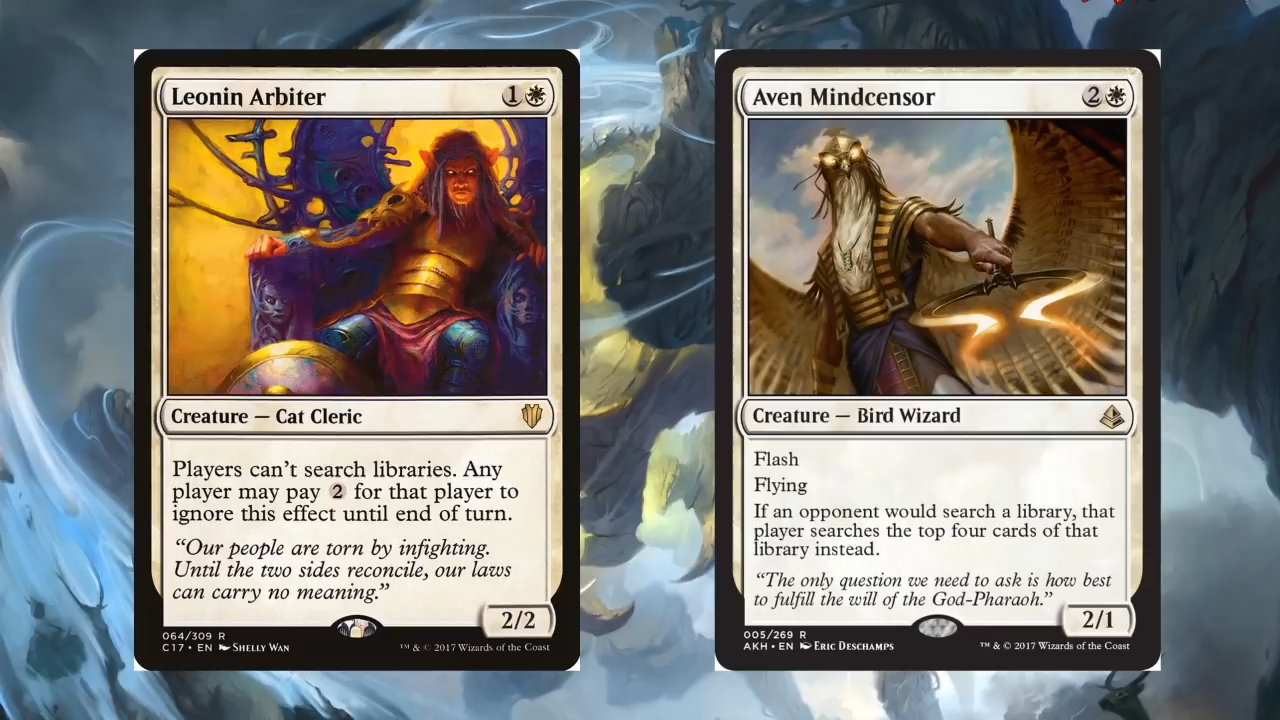 Leonin Arbiter 1
Creature — Cat Cleric
Players can't search libraries. Any
player may pay 2 for that player to
ignore this effect until end of turn.
“Our people are torn by infighting.
Until the two sides reconcile, our laws
can carry no meaning.”
2/2
064/309 R
C17 • EN SHELLY WAN
™ & © 2017 Wizards of the Coast
Aven Mindcensor 2
Creature — Bird Wizard
Flash
Flying
If an opponent would search a library, that
player searches the top four cards of that
library instead.
“The only question we need to ask is how best
to fulfill the will of the God-Pharaoh.”
2/1
005/269 R
AKH • EN ERIC DESCHAMPS
™ & © 2017 Wizards of the Coast